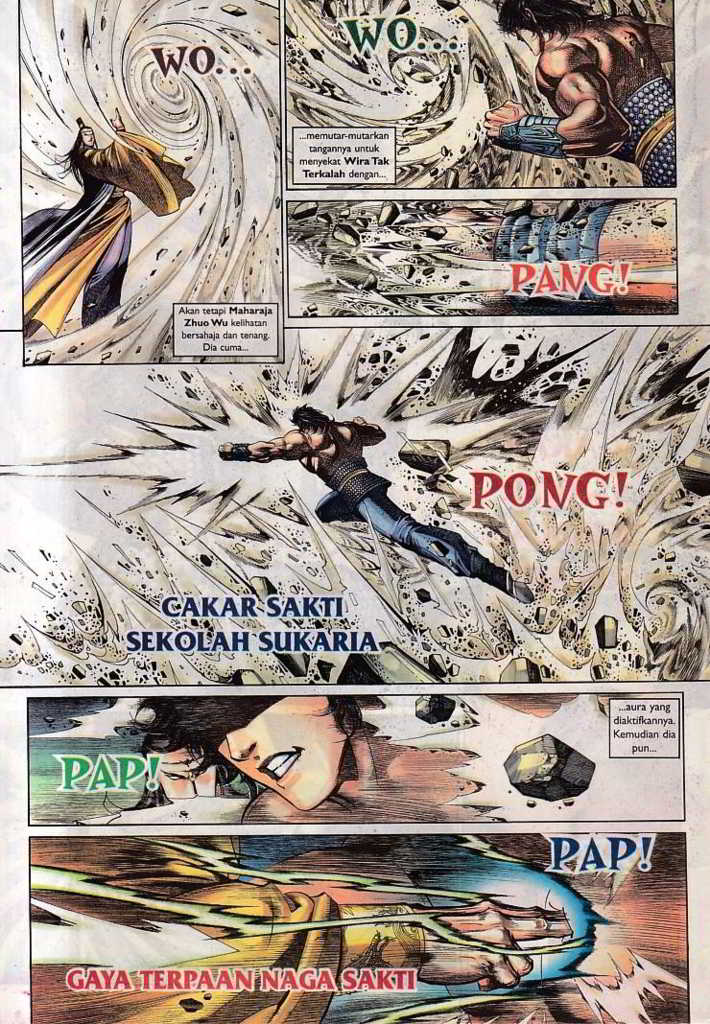 WO...
Akan tetapi Maharaja
Zhuo Wu kelihatan
bersahaja dan tenang.
Dia cuma...
WO...
...memutar-mutarkan
tangannya untuk
menyekat Wira Tak
Terkalah dengan...
PANG!
PONG!
CAKAR SAKTI
SEKOLAH SUKARIA
...aura yang
diaktifkannya.
Kemudian dia
pun...
PAP!
PAP!
GAYA TERPAAN NAGA SAKTI